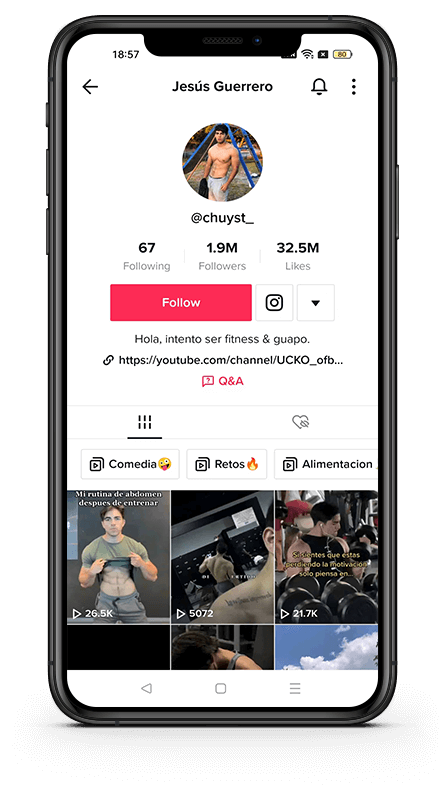 18:57
80
Jesús Guerrero
@chuyst_
67
1.9M
32.5M
Following
Followers
Likes
Follow
Hola, intento ser fitness & guapo.
https://youtube.com/channel/UCKO_ofb...
Q&A
Comedia🤪
Retos🔥
Alimentacion
Mi rutina de abdomen
despues de entrenar
26.5K
5072
Si sientes que estas
perdiendo la motivación
solo piensa en...
21.7K